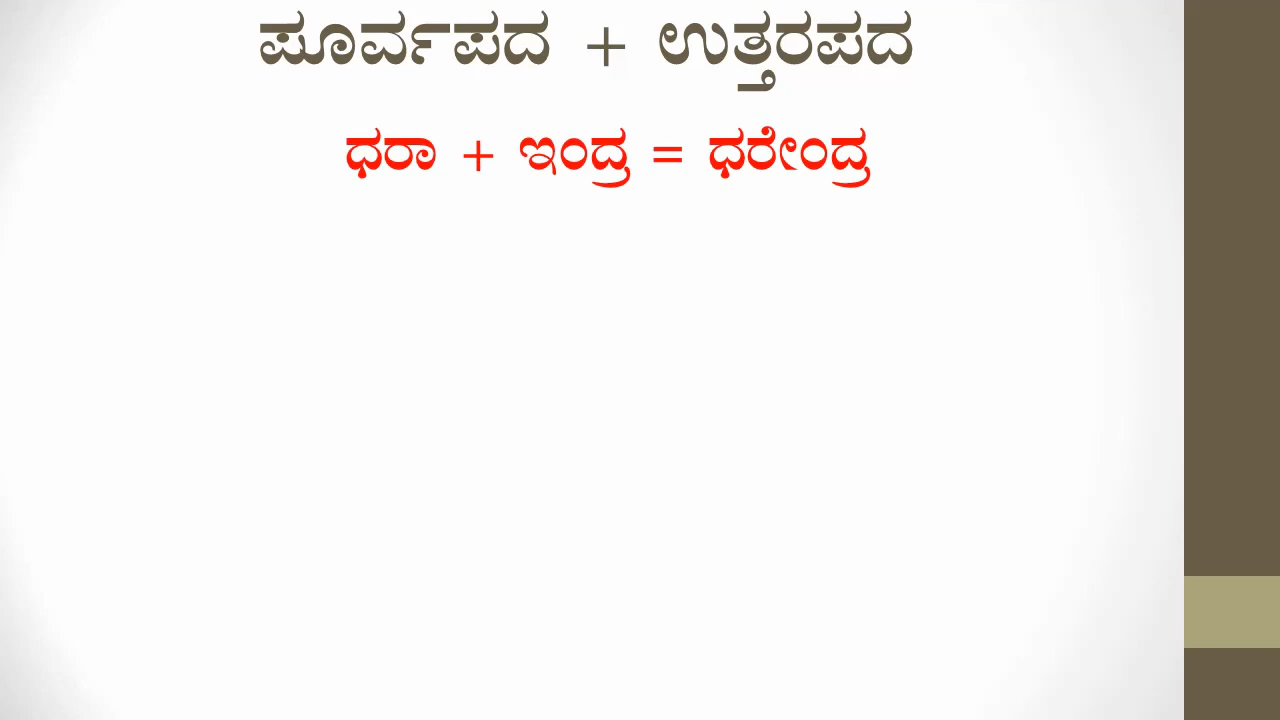 ಪೂರ್ವಪದ + ಉತ್ತರಪದ
ಧರಾ + ಇಂದ್ರ = ಧರೇಂದ್ರ